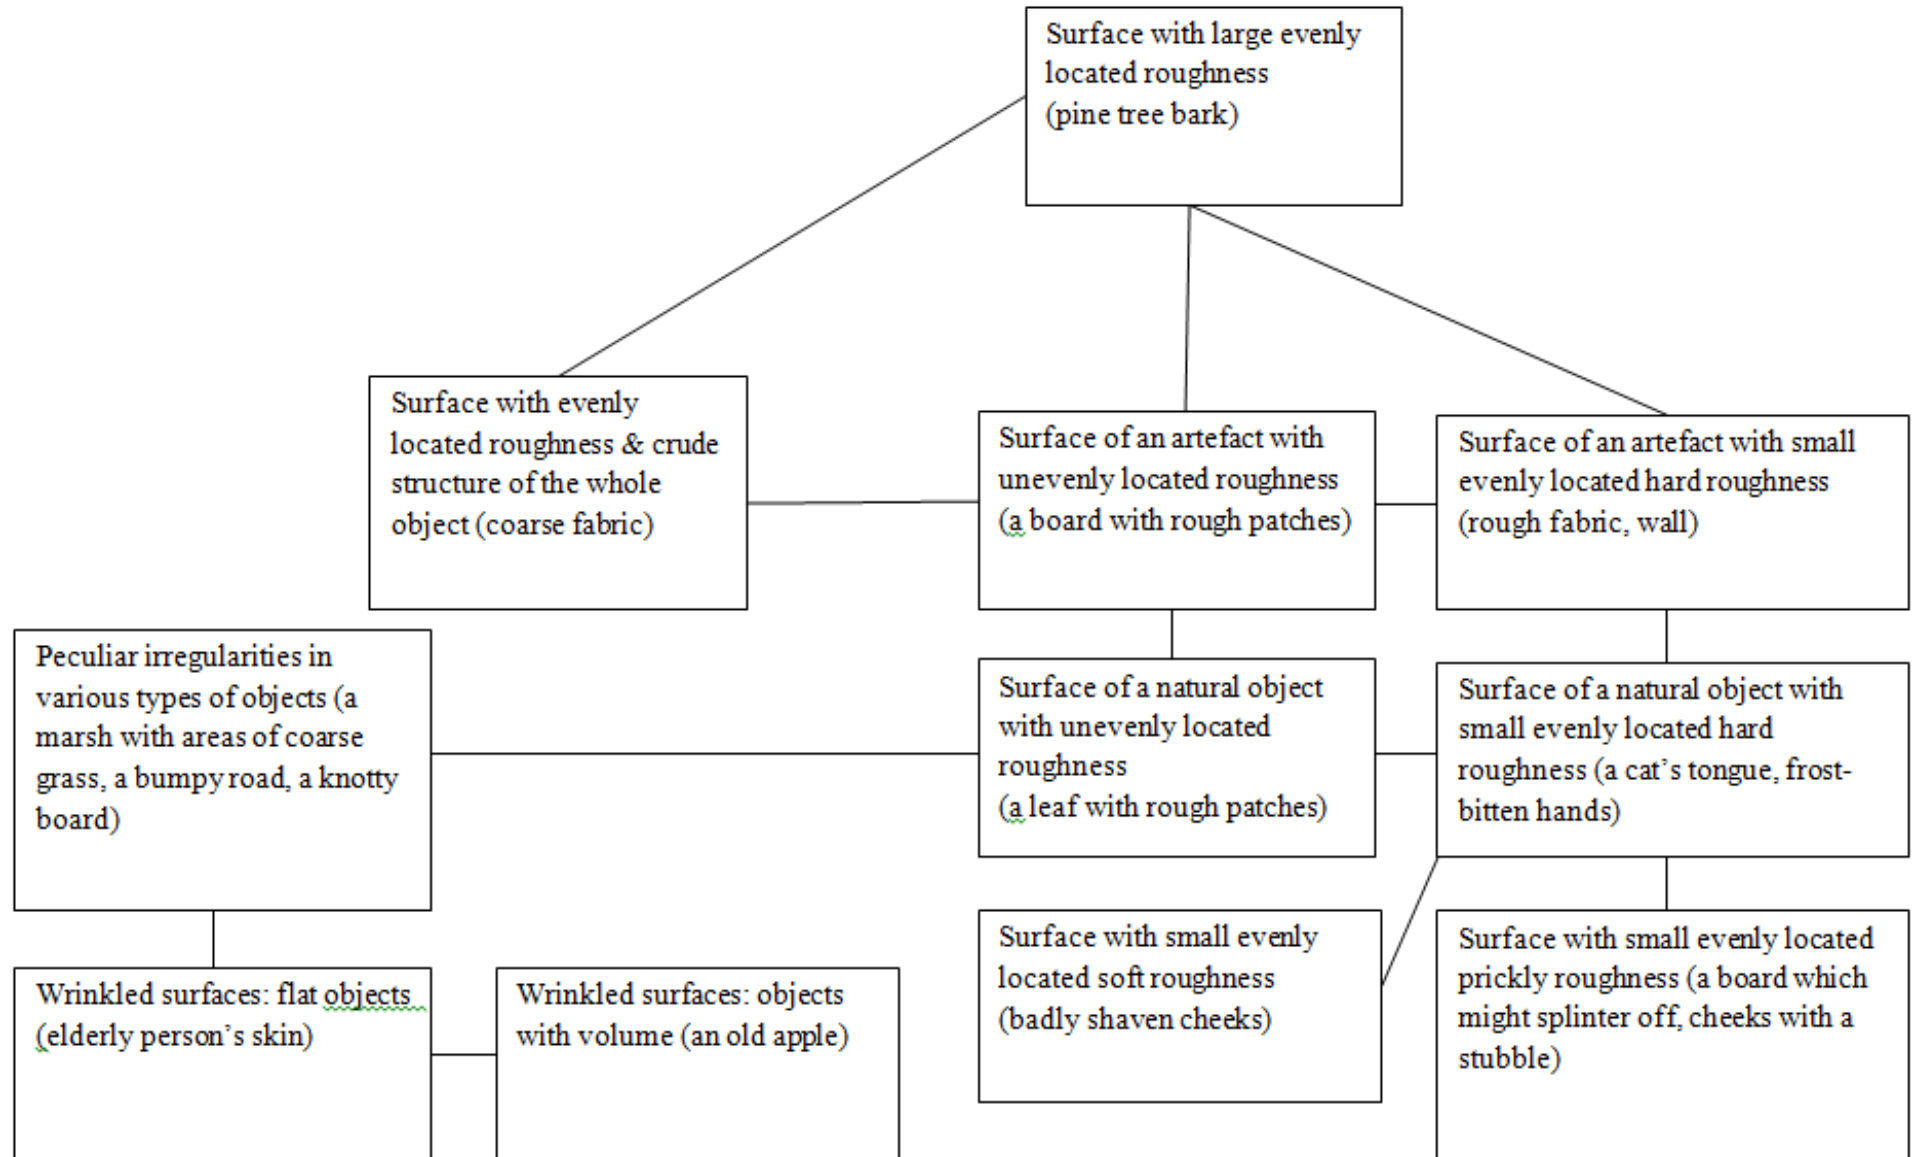 Surface with large evenly
located roughness
(pine tree bark)
Surface with evenly
located roughness & crude
structure of the whole
object (coarse fabric)
Surface of an artefact with
unevenly located roughness
(a board with rough patches)
Surface of an artefact with small
evenly located hard roughness
(rough fabric, wall)
Peculiar irregularities in
various types of objects (a
marsh with areas of coarse
grass, a bumpy road, a knotty
board)
Surface of a natural object
with unevenly located
roughness
(a leaf with rough patches)
Surface of a natural object with
small evenly located hard
roughness (a cat’s tongue, frost-
bitten hands)
Wrinkled surfaces: flat objects
(elderly person’s skin)
Wrinkled surfaces: objects
with volume (an old apple)
Surface with small evenly
located soft roughness
(badly shaven cheeks)
Surface with small evenly located
prickly roughness (a board which
might splinter off, cheeks with a
stubble)